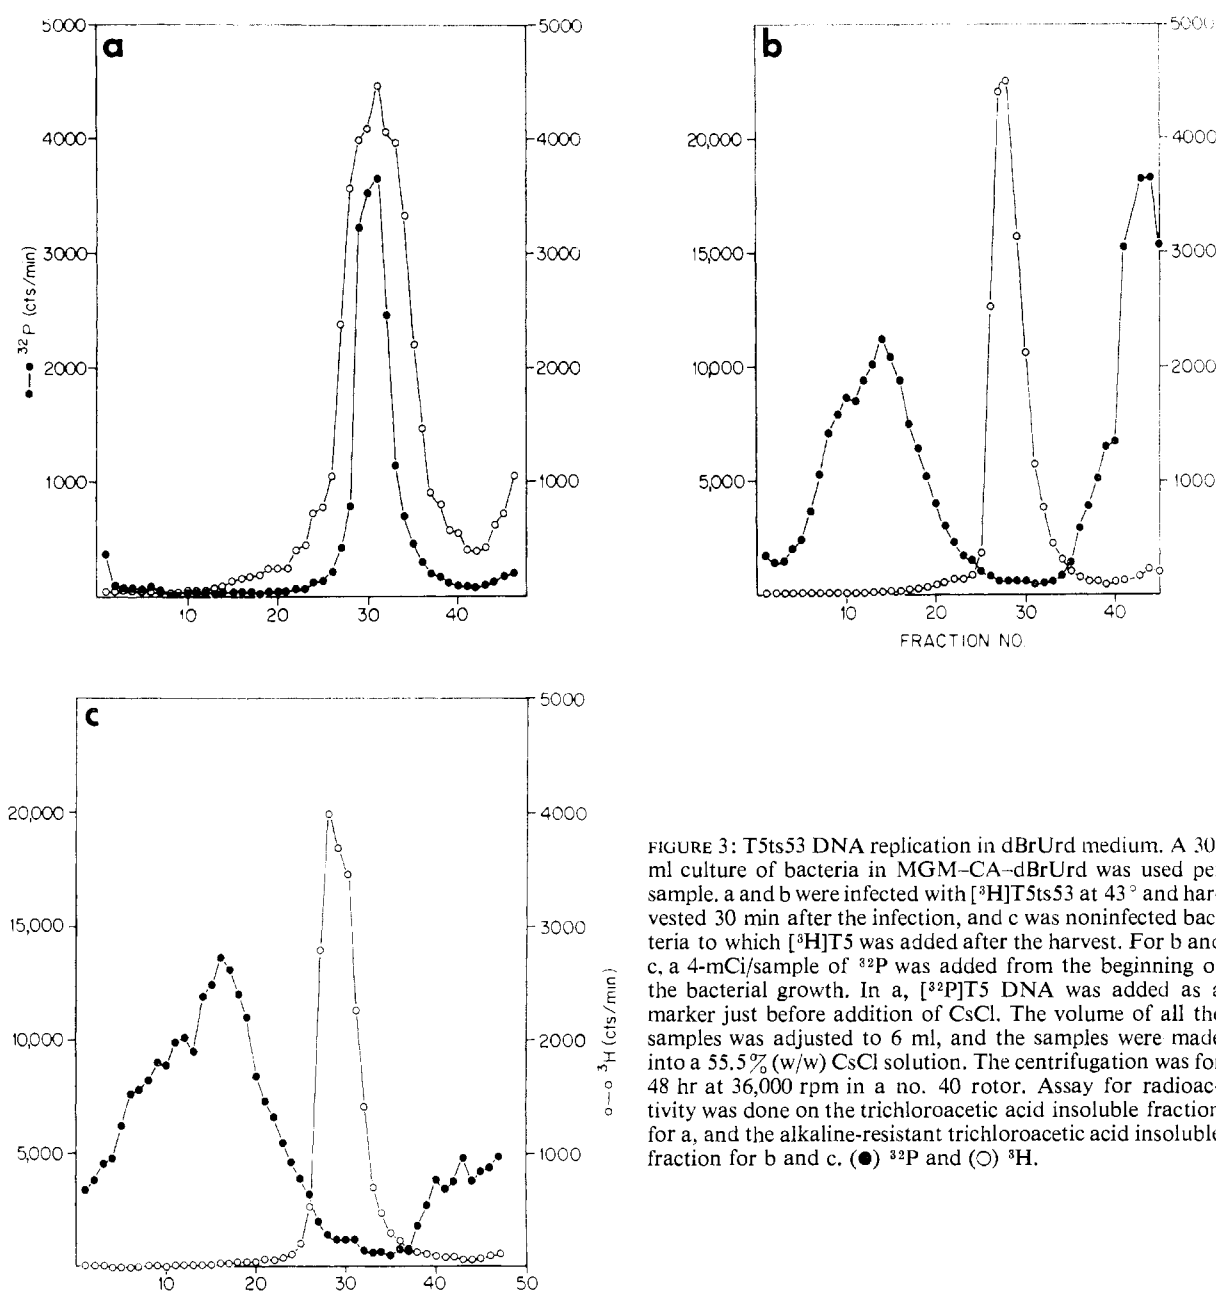 a
5000
4000
3000
2000
1000
5000
4000
3000
2000
1000
●—● ³²P (cts/min)
10 20 30 40
b
20,000
15,000
10,000
5,000
5000
4000
3000
2000
1000
10 20 30 40
FRACTION NO.
c
20,000
15,000
10,000
5,000
5000
4000
3000
2000
1000
○—○ ³H (cts/min)
10 20 30 40 50
FIGURE 3: T5ts53 DNA replication in dBrUrd medium. A 30-
ml culture of bacteria in MGM–CA–dBrUrd was used pe
sample. a and b were infected with [³H]T5ts53 at 43° and har-
vested 30 min after the infection, and c was noninfected bac-
teria to which [³H]T5 was added after the harvest. For b and
c, a 4-mCi/sample of ³²P was added from the beginning o
the bacterial growth. In a, [³²P]T5 DNA was added as a
marker just before addition of CsCl. The volume of all the
samples was adjusted to 6 ml, and the samples were made
into a 55.5% (w/w) CsCl solution. The centrifugation was for
48 hr at 36,000 rpm in a no. 40 rotor. Assay for radioac-
tivity was done on the trichloroacetic acid insoluble fraction
for a, and the alkaline-resistant trichloroacetic acid insoluble
fraction for b and c. (●) ³²P and (○) ³H.